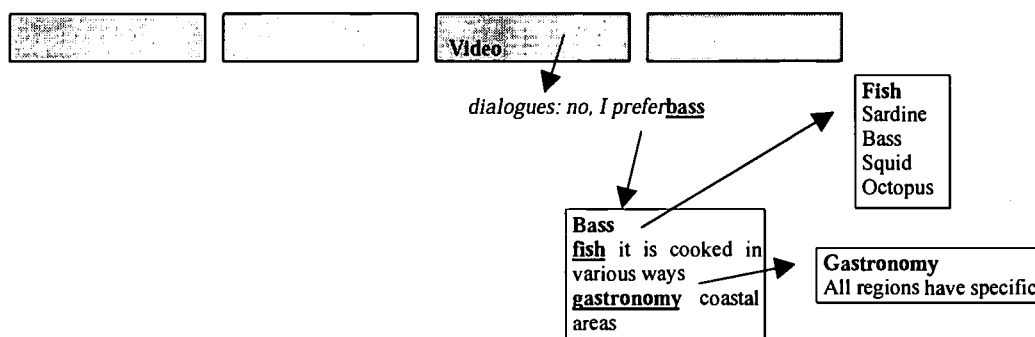 Video
dialogues: no, I preferbass
Fish
Sardine
Bass
Squid
Octopus
Bass
fish it is cooked in
various ways
gastronomy coastal
areas
Gastronomy
All regions have specific